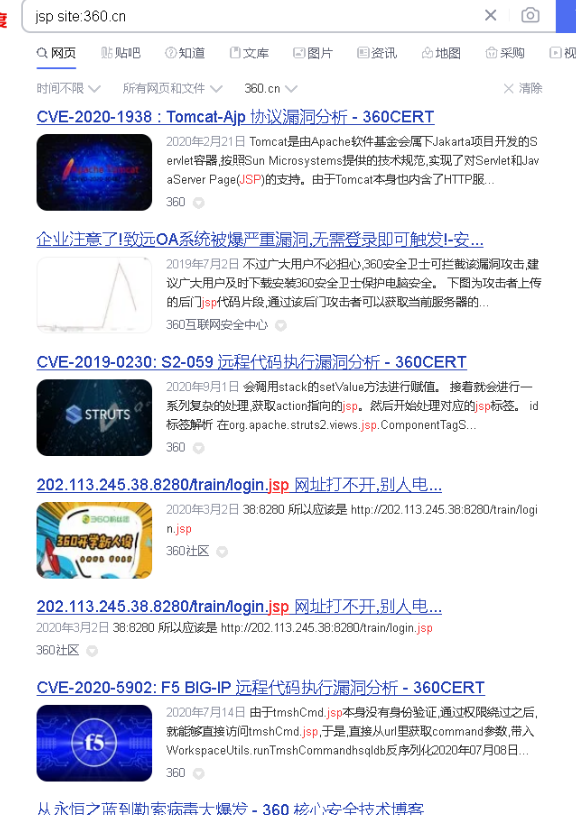 度
jsp site:360.cn
网页 贴吧 知道 文库 图片 资讯 地图 采购 视
时间不限 所有网页和文件 360.cn 清除
CVE-2020-1938 : Tomcat-Ajp 协议漏洞分析 - 360CERT
Apache Tomcat
2020年2月21日 Tomcat是由Apache软件基金会属下Jakarta项目开发的S
ervlet容器,按照Sun Microsystems提供的技术规范,实现了对Servlet和Jav
aServer Page(JSP)的支持。由于Tomcat本身也内含了HTTP服...
360
企业注意了!致远OA系统被爆严重漏洞,无需登录即可触发!-安...
2019年7月2日 不过广大用户不必担心,360安全卫士可拦截该漏洞攻击,建
议广大用户及时下载安装360安全卫士保护电脑安全。 下图为攻击者上传
的后门jsp代码片段,通过该后门攻击者可以获取当前服务器的...
360互联网安全中心
CVE-2019-0230: S2-059 远程代码执行漏洞分析 - 360CERT
STRUTS
2020年9月1日 会调用stack的setValue方法进行赋值。 接着就会进行一
系列复杂的处理,获取action指向的jsp。然后开始处理对应的jsp标签。 id
标签解析 在org.apache.struts2.views.jsp.ComponentTagS...
360
202.113.245.38.8280/train/login.jsp 网址打不开,别人电...
360开学新人报
2020年3月2日 38:8280 所以应该是 http://202.113.245.38:8280/train/logi
n.jsp
360社区
202.113.245.38.8280/train/login.jsp 网址打不开,别人电...
2020年3月2日 38:8280 所以应该是 http://202.113.245.38:8280/train/login.jsp
360社区
CVE-2020-5902: F5 BIG-IP 远程代码执行漏洞分析 - 360CERT
f5
2020年7月14日 由于tmshCmd.jsp本身没有身份验证,通过权限绕过之后,
就能够直接访问tmshCmd.jsp,于是,直接从url里获取command参数,带入
WorkspaceUtils.runTmshCommandhsqldb反序列化2020年07月08日...
360
从永恒之蓝到勒索病毒大爆发 - 360 核心安全技术博客